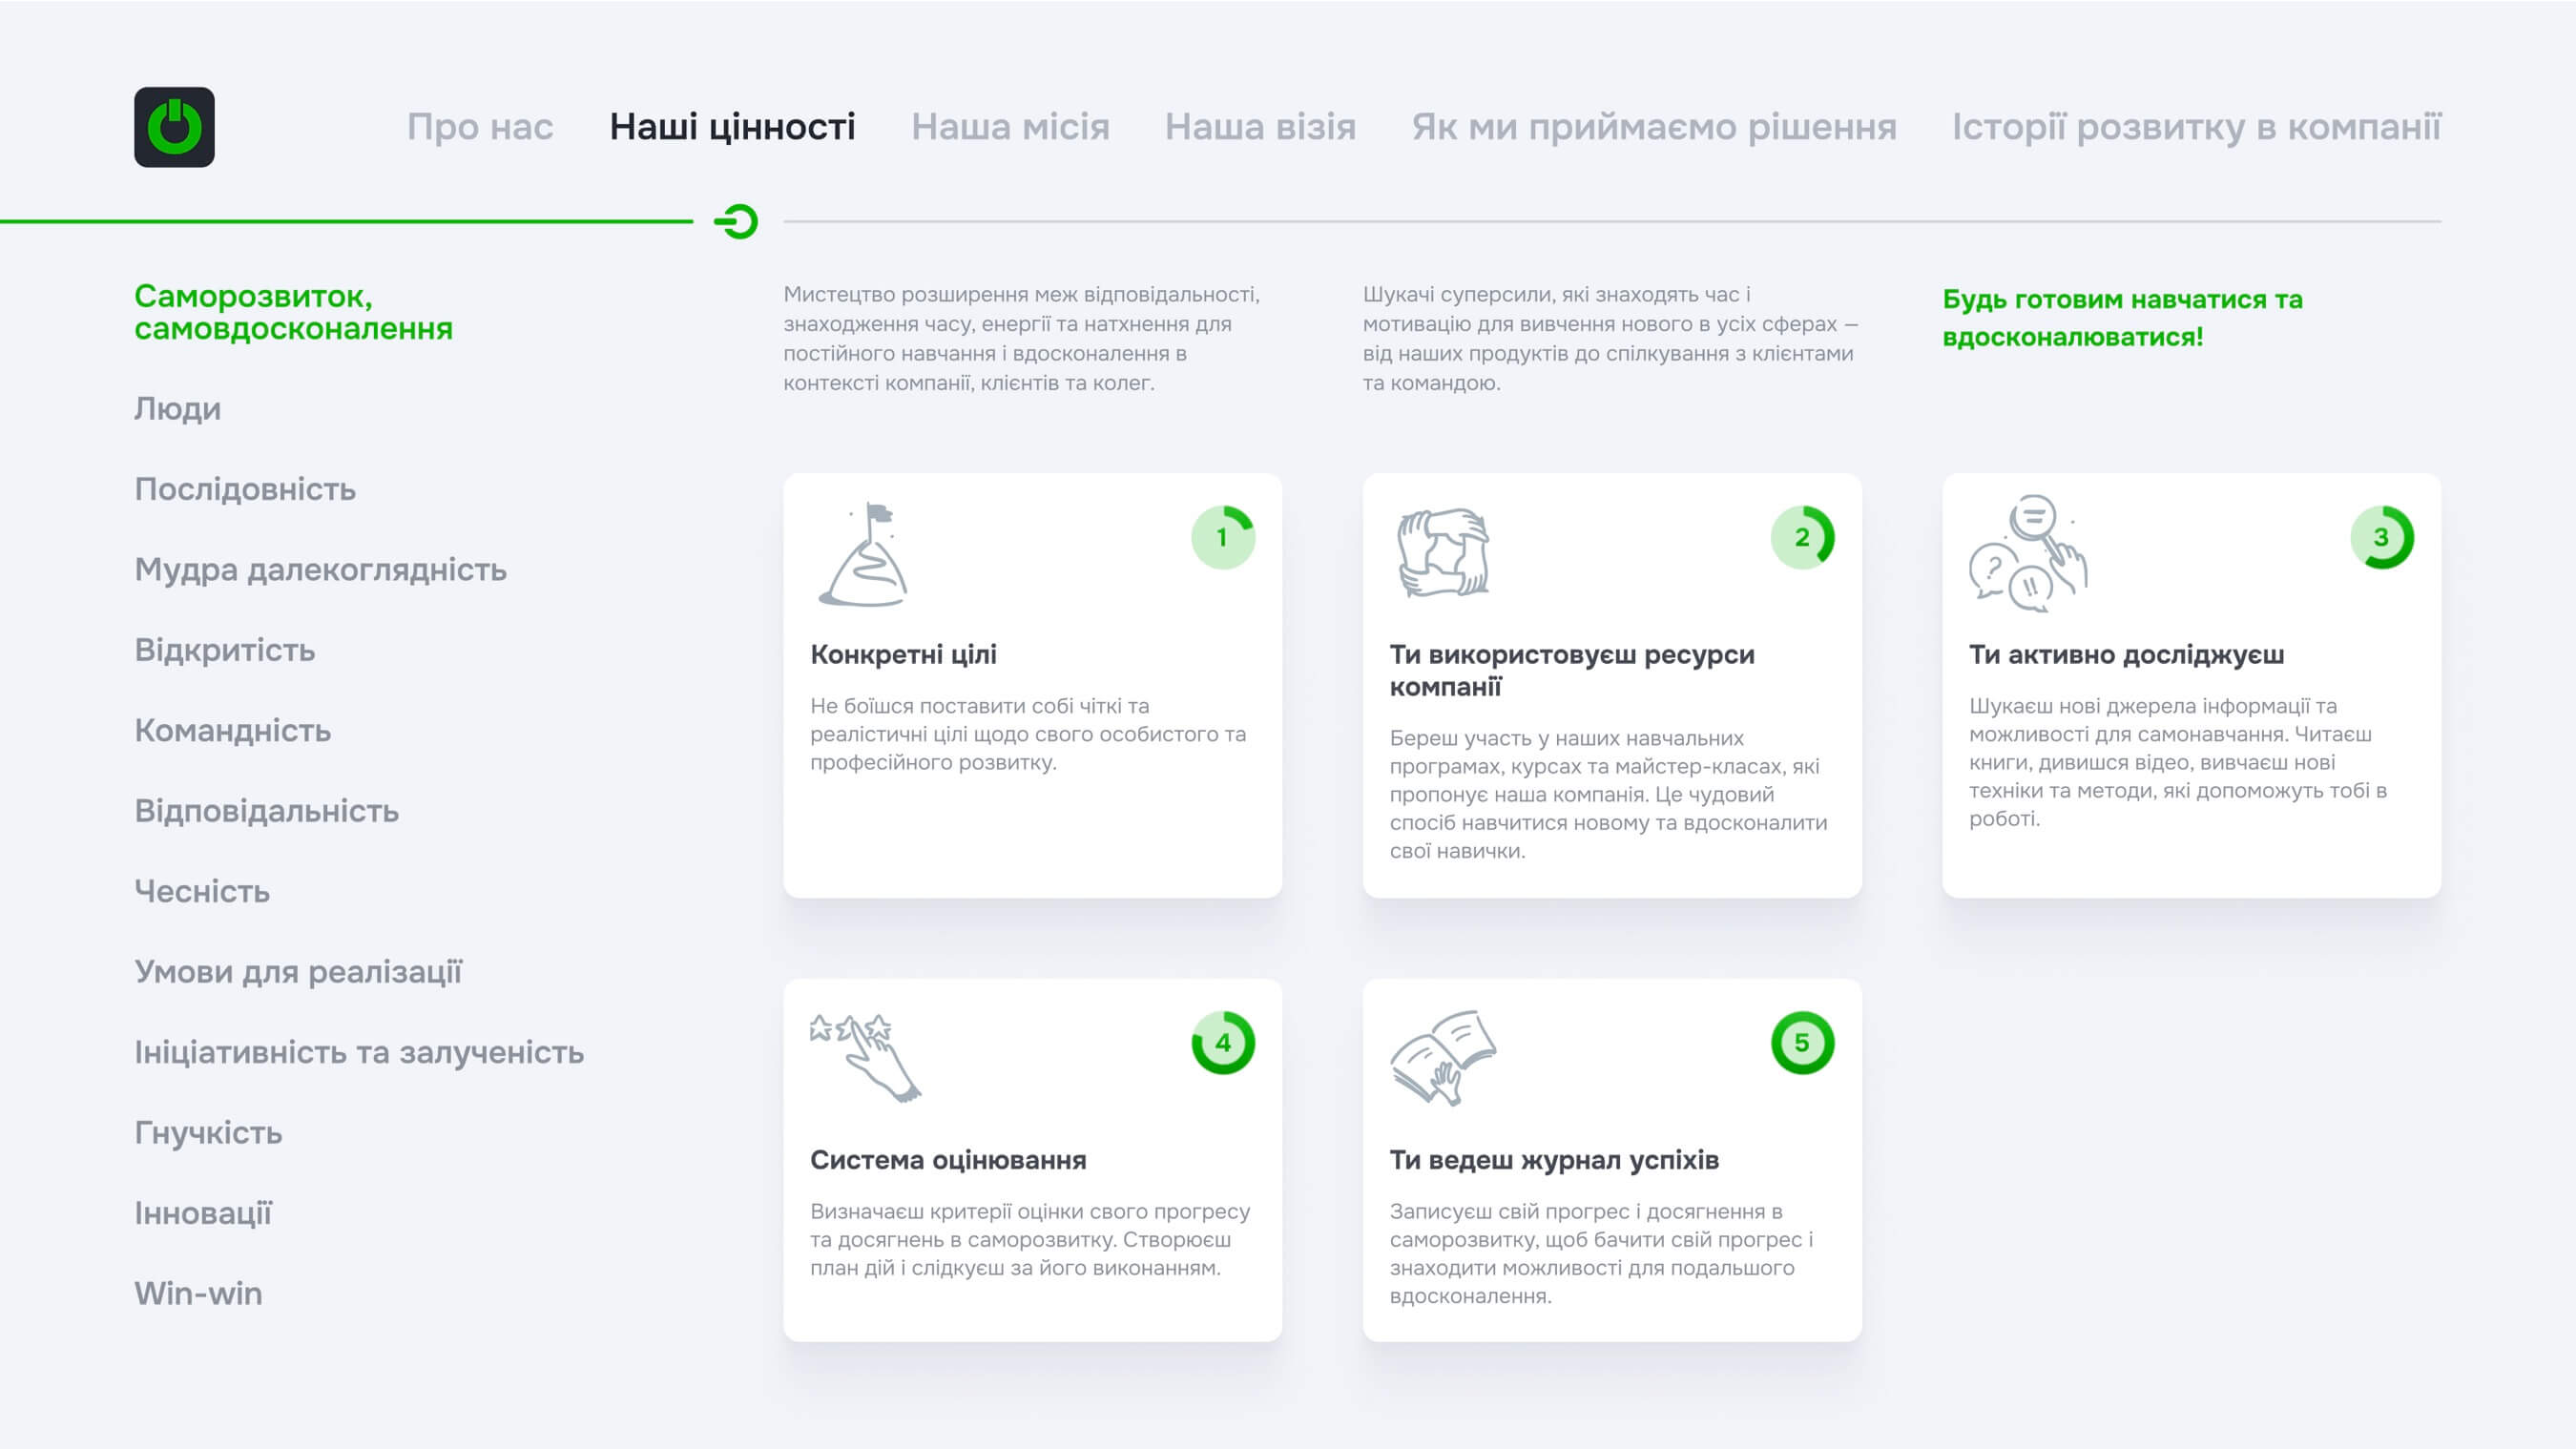 Про нас
Наші цінності
Наша місія
Наша візія
Як ми приймаємо рішення
Історії розвитку в компанії
Саморозвиток,
самовдосконалення
Люди
Послідовність
Мудра далекоглядність
Відкритість
Командність
Відповідальність
Чесність
Умови для реалізації
Ініціативність та залученість
Гнучкість
Інновації
Win-win
Мистецтво розширення меж відповідальності,
знаходження часу, енергії та натхнення для
постійного навчання і вдосконалення в
контексті компанії, клієнтів та колег.
Шукачі суперсили, які знаходять час і
мотивацію для вивчення нового в усіх сферах —
від наших продуктів до спілкування з клієнтами
та командою.
Будь готовим навчатися та
вдосконалюватися!
1
Конкретні цілі
Не боїшся поставити собі чіткі та
реалістичні цілі щодо свого особистого та
професійного розвитку.
2
Ти використовуєш ресурси
компанії
Береш участь у наших навчальних
програмах, курсах та майстер-класах, які
пропонує наша компанія. Це чудовий
спосіб навчитися новому та вдосконалити
свої навички.
?
!!
3
Ти активно досліджуєш
Шукаєш нові джерела інформації та
можливості для самонавчання. Читаєш
книги, дивишся відео, вивчаєш нові
техніки та методи, які допоможуть тобі в
роботі.
4
Система оцінювання
Визначаєш критерії оцінки свого прогресу
та досягнень в саморозвитку. Створюєш
план дій і слідкуєш за його виконанням.
5
Ти ведеш журнал успіхів
Записуєш свій прогрес і досягнення в
саморозвитку, щоб бачити свій прогрес і
знаходити можливості для подальшого
вдосконалення.